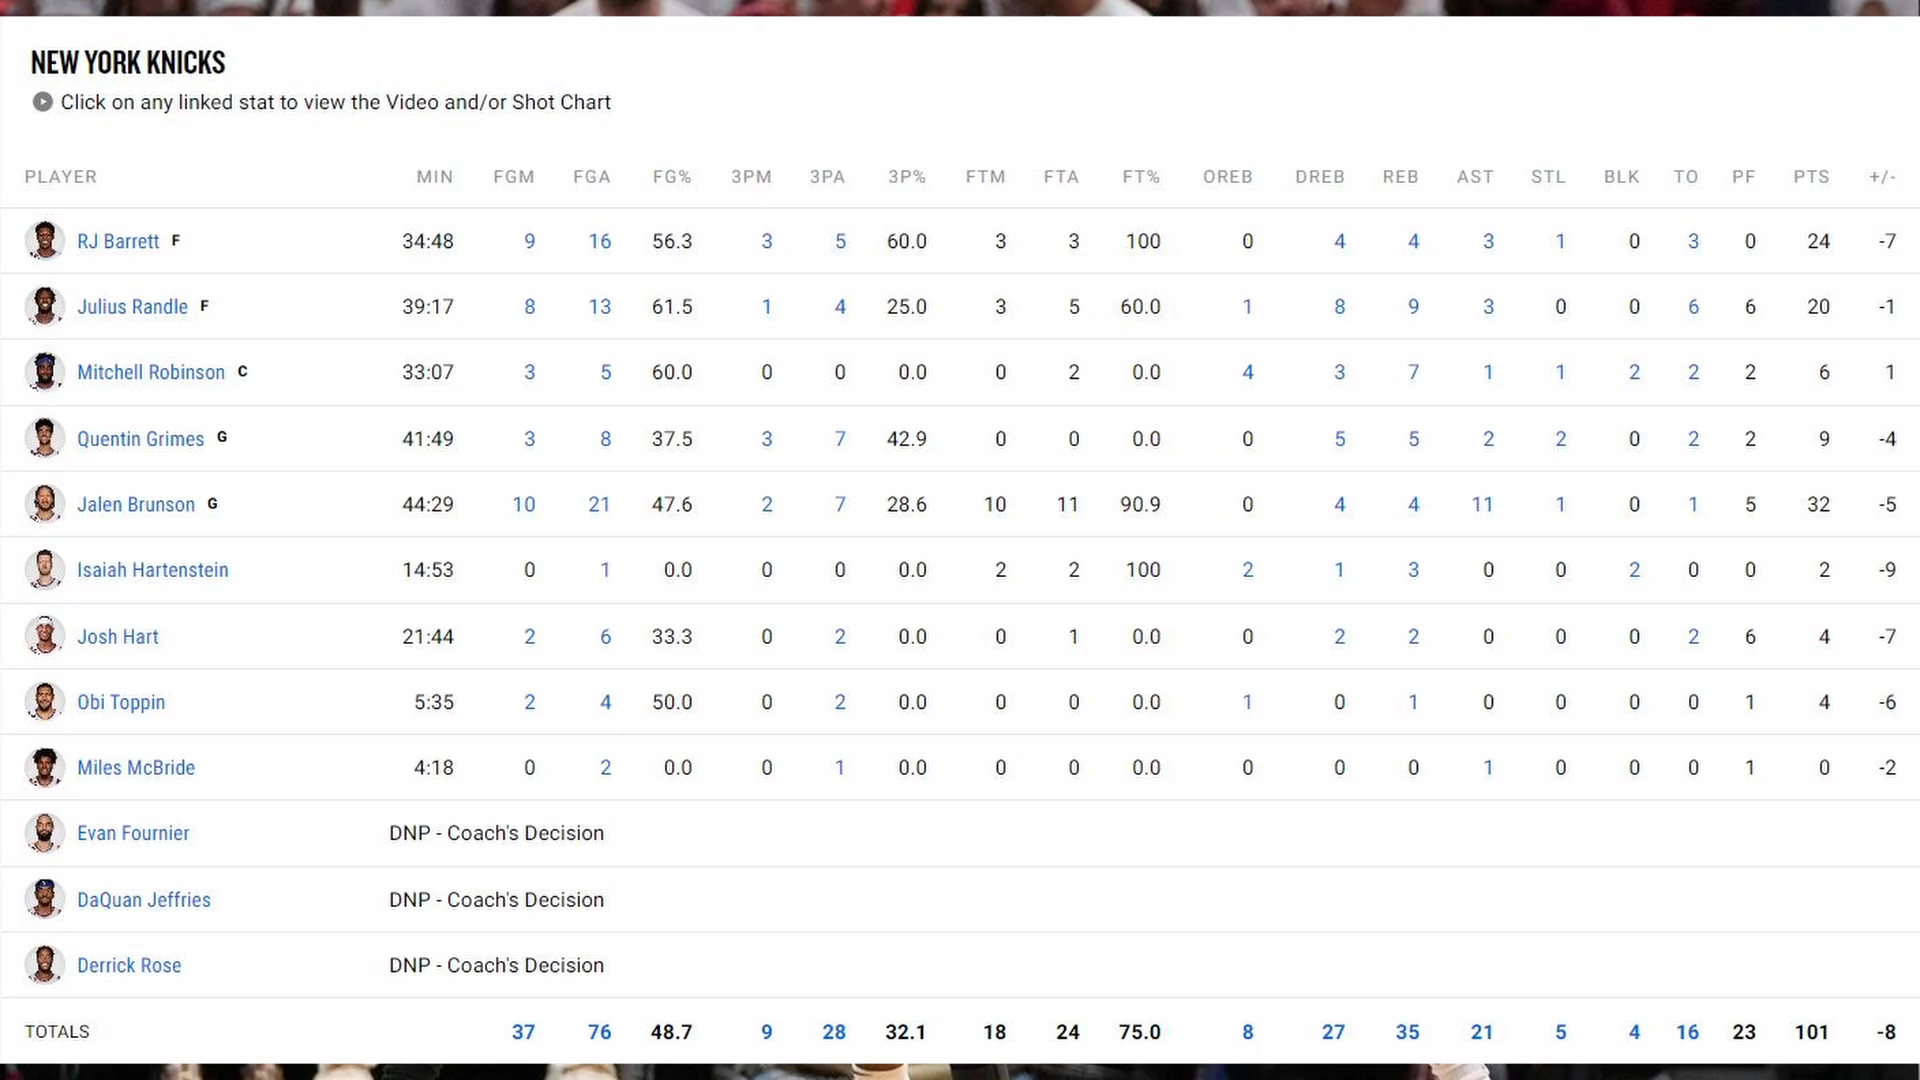 NEW YORK KNICKS
Click on any linked stat to view the Video and/or Shot Chart
PLAYER MIN FGM FGA FG% 3PM 3PA 3P% FTM FTA FT% OREB DREB REB AST STL BLK TO PF PTS +/-
RJ Barrett F 34:48 9 16 56.3 3 5 60.0 3 3 100 0 4 4 3 1 0 3 0 24 -7
Julius Randle F 39:17 8 13 61.5 1 4 25.0 3 5 60.0 1 8 9 3 0 0 6 6 20 -1
Mitchell Robinson C 33:07 3 5 60.0 0 0 0.0 0 2 0.0 4 3 7 1 1 2 2 2 6 1
Quentin Grimes G 41:49 3 8 37.5 3 7 42.9 0 0 0.0 0 5 5 2 2 0 2 2 9 -4
Jalen Brunson G 44:29 10 21 47.6 2 7 28.6 10 11 90.9 0 4 4 11 1 0 1 5 32 -5
Isaiah Hartenstein 14:53 0 1 0.0 0 0 0.0 2 2 100 2 1 3 0 0 2 0 0 2 -9
Josh Hart 21:44 2 6 33.3 0 2 0.0 0 1 0.0 0 2 2 0 0 0 2 6 4 -7
Obi Toppin 5:35 2 4 50.0 0 2 0.0 0 0 0.0 1 0 1 0 0 0 0 1 4 -6
Miles McBride 4:18 0 2 0.0 0 1 0.0 0 0 0.0 0 0 0 1 0 0 0 1 0 -2
Evan Fournier DNP - Coach's Decision
DaQuan Jeffries DNP - Coach's Decision
Derrick Rose DNP - Coach's Decision
TOTALS 37 76 48.7 9 28 32.1 18 24 75.0 8 27 35 21 5 4 16 23 101 -8